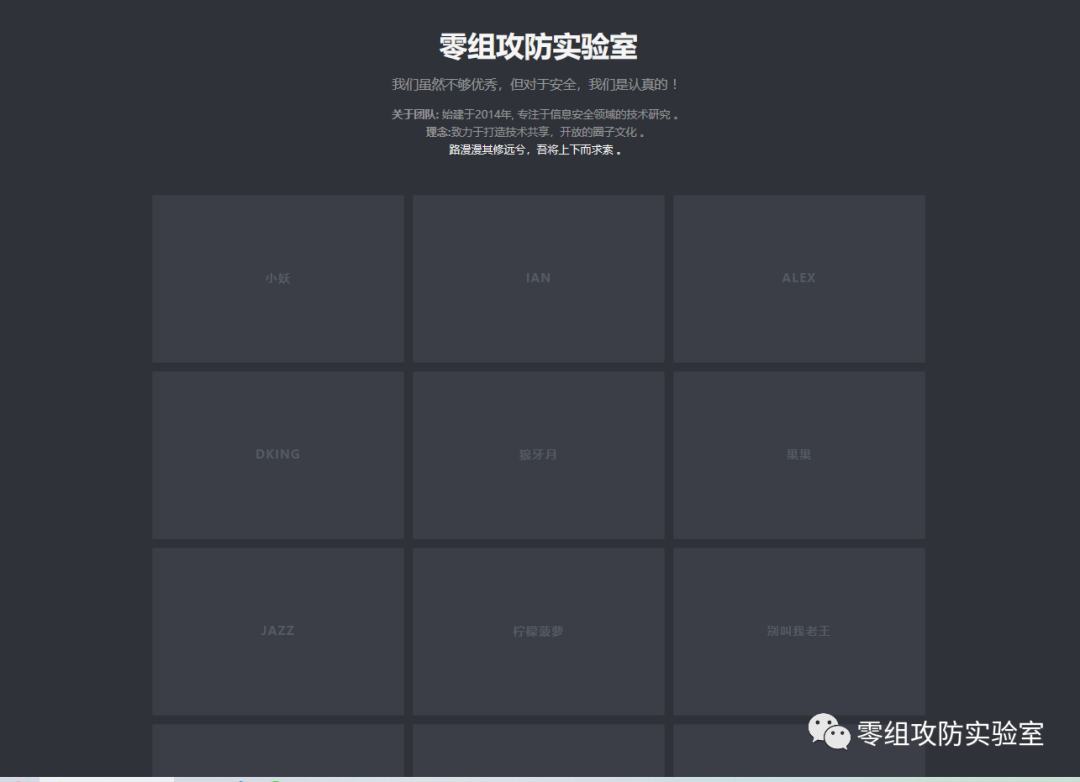 零组攻防实验室
我们虽然不够优秀，但对于安全，我们是认真的！
关于团队: 始建于2014年, 专注于信息安全领域的技术研究 。
理念:致力于打造技术共享，开放的圈子文化 。
路漫漫其修远兮，吾将上下而求索 。
小妖
IAN
ALEX
DKING
狼牙月
果果
JAZZ
柠檬菠萝
别叫我老王
零组攻防实验室